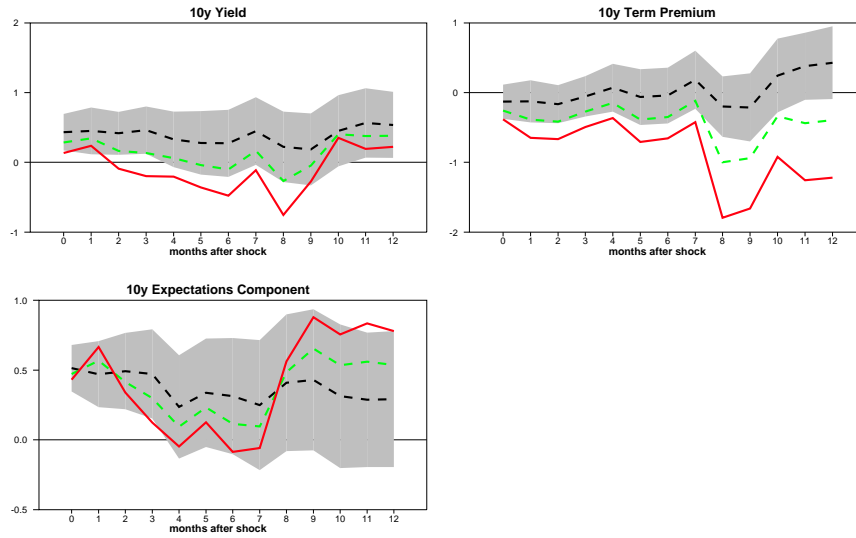 10y Yield
2
1
0
-1
0 1 2 3 4 5 6 7 8 9 10 11 12
months after shock
10y Term Premium
1
0
-1
-2
0 1 2 3 4 5 6 7 8 9 10 11 12
months after shock
10y Expectations Component
1.0
0.5
0.0
-0.5
0 1 2 3 4 5 6 7 8 9 10 11 12
months after shock